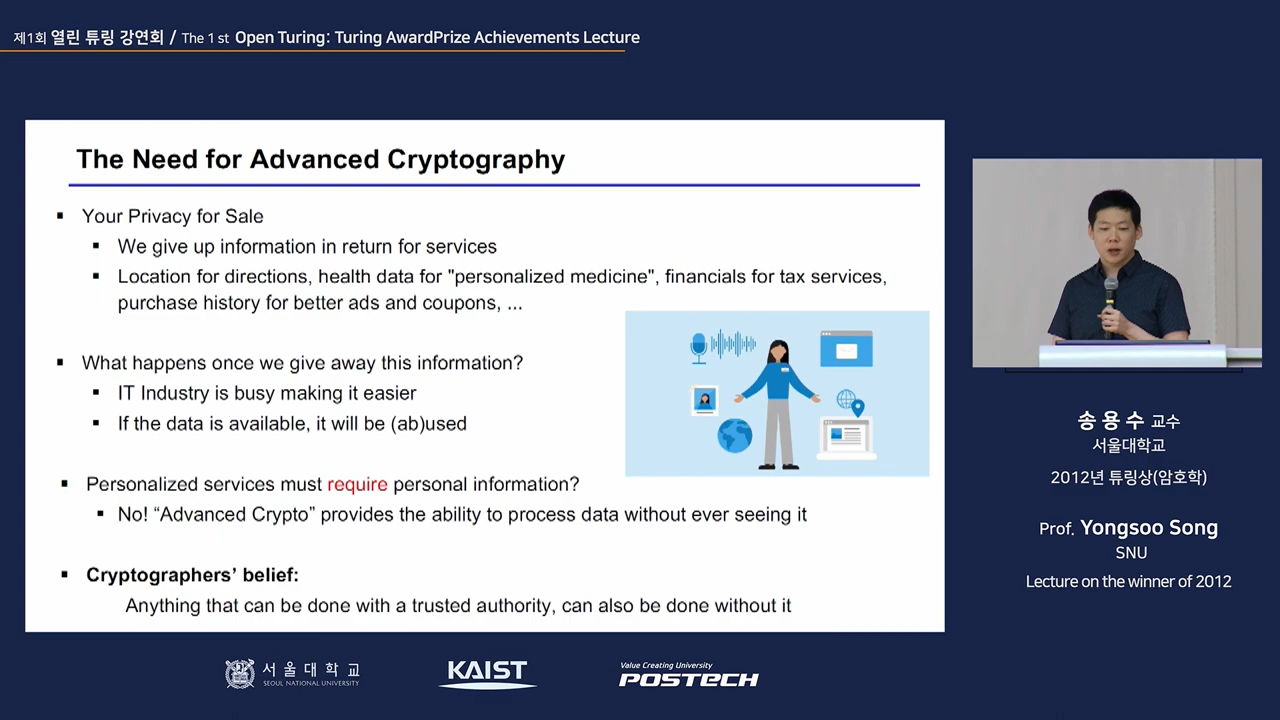 제1회 열린 튜링 강연회 / The 1 st Open Turing: Turing AwardPrize Achievements Lecture
The Need for Advanced Cryptography
▪ Your Privacy for Sale
▪ We give up information in return for services
▪ Location for directions, health data for "personalized medicine", financials for tax services,
purchase history for better ads and coupons, ...
▪ What happens once we give away this information?
▪ IT Industry is busy making it easier
▪ If the data is available, it will be (ab)used
▪ Personalized services must require personal information?
▪ No! “Advanced Crypto” provides the ability to process data without ever seeing it
▪ Cryptographers’ belief:
Anything that can be done with a trusted authority, can also be done without it
송용수 교수
서울대학교
2012년 튜링상(암호학)
Prof. Yongsoo Song
SNU
Lecture on the winner of 2012
서울대학교
SEOUL NATIONAL UNIVERSITY
KAIST
Value Creating University
POSTECH